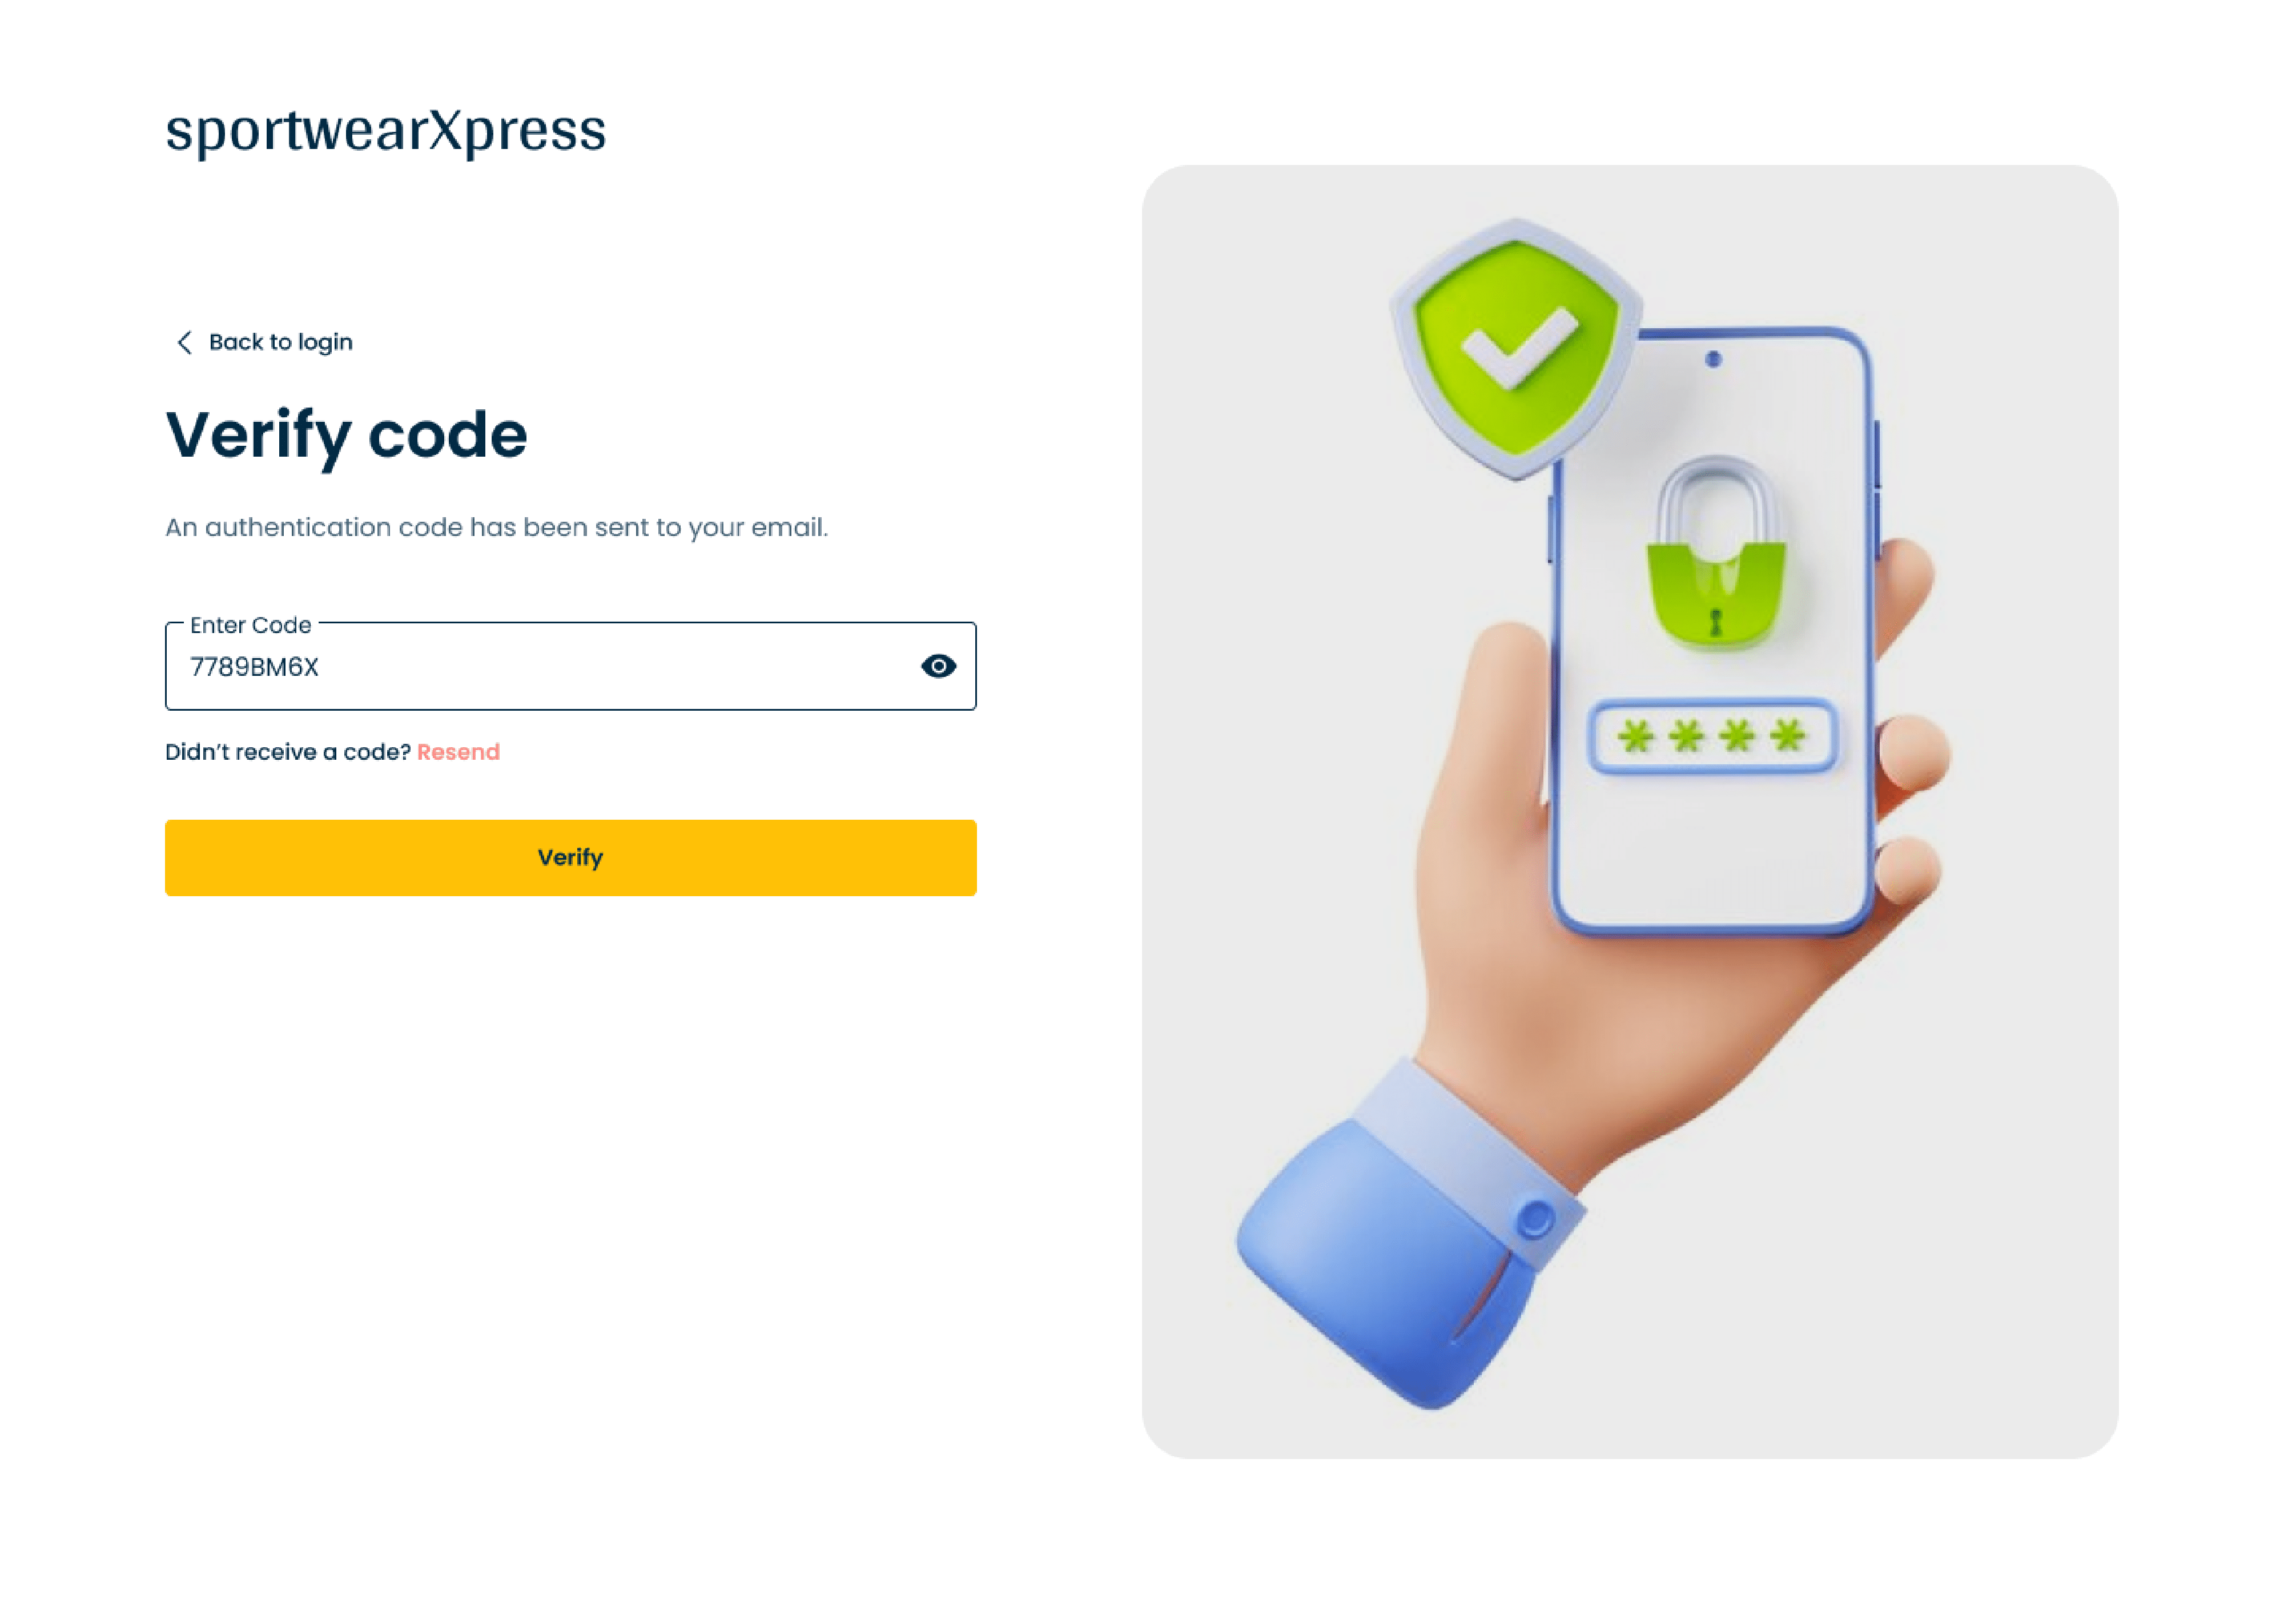 sportwearXpress
Back to login
Verify code
An authentication code has been sent to your email.
Enter Code
7789BM6X
Didn’t receive a code? Resend
Verify
****